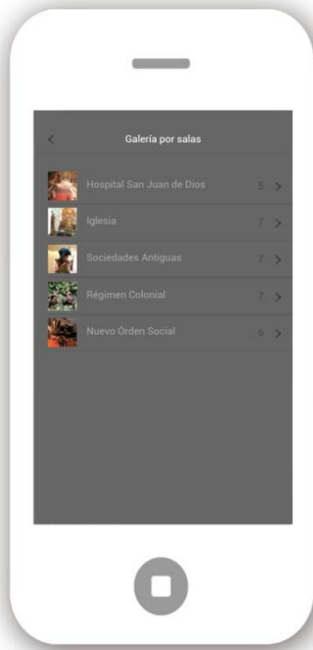 Galería por salas
Hospital San Juan de Dios 5
Iglesia 7
Sociedades Antiguas 7
Régimen Colonial 7
Nuevo Órden Social 6